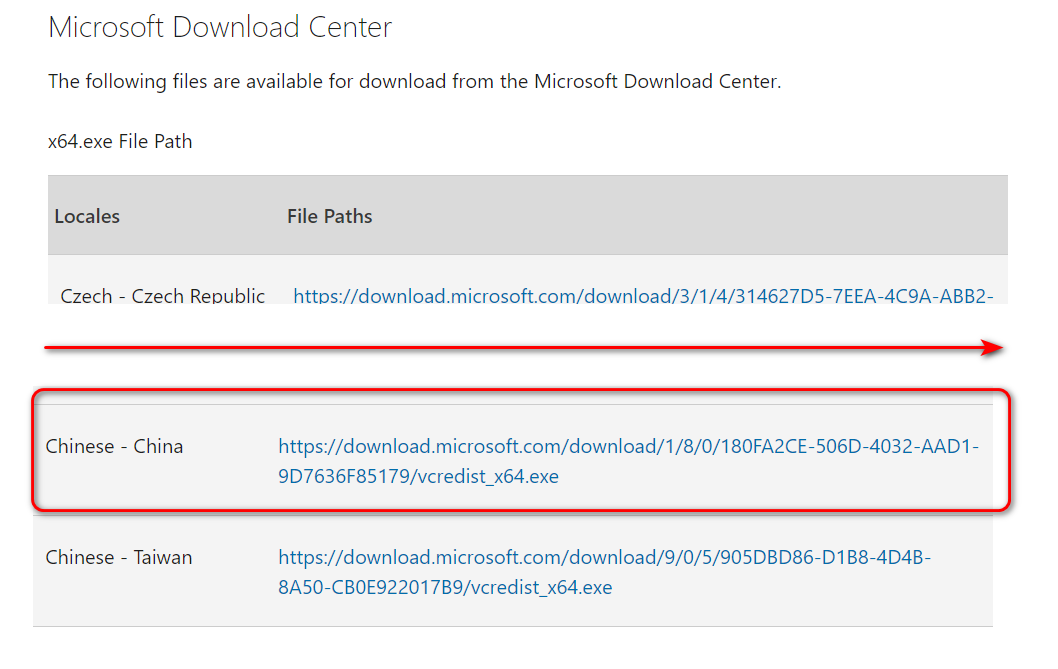 Microsoft Download Center
The following files are available for download from the Microsoft Download Center.
x64.exe File Path
Locales File Paths
Czech - Czech Republic https://download.microsoft.com/download/3/1/4/314627D5-7EEA-4C9A-ABB2-
Chinese - China https://download.microsoft.com/download/1/8/0/180FA2CE-506D-4032-AAD1-
9D7636F85179/vcredist_x64.exe
Chinese - Taiwan https://download.microsoft.com/download/9/0/5/905DBD86-D1B8-4D4B-
8A50-CB0E922017B9/vcredist_x64.exe